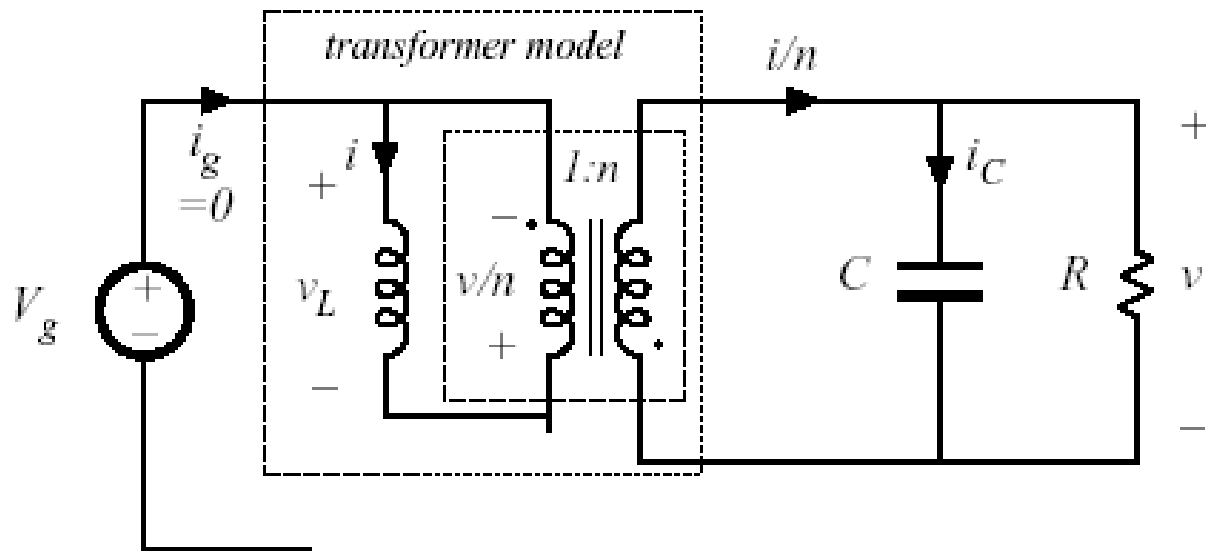 transformer model
i/n
i_g
=0
i
+
1:n
i_C
+
−
v/n
v_L
V_g
+
−
C
R
v
+
−
−